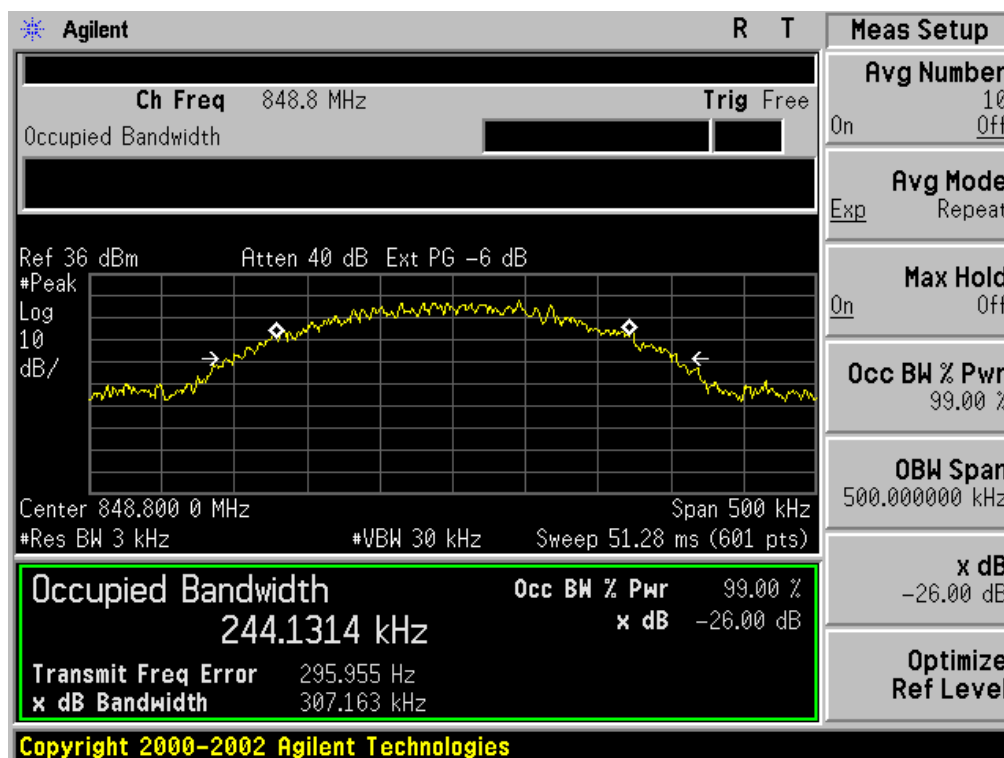 Agilent R T
Ch Freq 848.8 MHz Trig Free
Occupied Bandwidth
Ref 36 dBm Atten 40 dB Ext PG -6 dB
#Peak
Log
10
dB/
Center 848.800 0 MHz Span 500 kHz
#Res BW 3 kHz #VBW 30 kHz Sweep 51.28 ms (601 pts)
Occupied Bandwidth
244.1314 kHz
Occ BW % Pwr 99.00 %
x dB -26.00 dB
Transmit Freq Error 295.955 Hz
x dB Bandwidth 307.163 kHz
Copyright 2000-2002 Agilent Technologies
Meas Setup
Avg Number
10
On Off
Avg Mode
Exp Repeat
Max Hold
On Off
Occ BW % Pwr
99.00 %
OBW Span
500.000000 kHz
x dB
-26.00 dB
Optimize
Ref Level